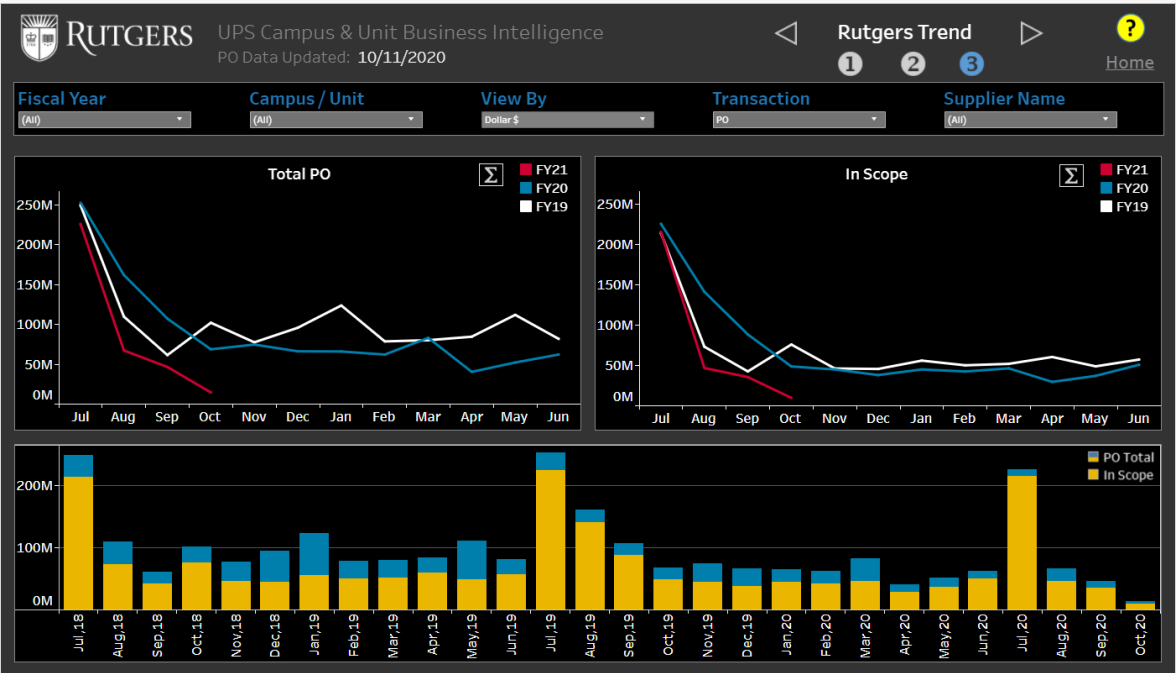 RUTGERS
UPS Campus & Unit Business Intelligence
PO Data Updated: 10/11/2020
Rutgers Trend
1 2 3
?
Home
Fiscal Year Campus / Unit View By Transaction Supplier Name
(All) (All) Dollar $ PO (All)
Total PO
Σ
FY21
FY20
FY19
250M
200M
150M
100M
50M
0M
Jul Aug Sep Oct Nov Dec Jan Feb Mar Apr May Jun
In Scope
Σ
FY21
FY20
FY19
250M
200M
150M
100M
50M
0M
Jul Aug Sep Oct Nov Dec Jan Feb Mar Apr May Jun
PO Total
In Scope
200M
100M
0M
Jul,18
Aug,18
Sep,18
Oct,18
Nov,18
Dec,18
Jan,19
Feb,19
Mar,19
Apr,19
May,19
Jun,19
Jul,19
Aug,19
Sep,19
Oct,19
Nov,19
Dec,19
Jan,20
Feb,20
Mar,20
Apr,20
May,20
Jun,20
Jul,20
Aug,20
Sep,20
Oct,20